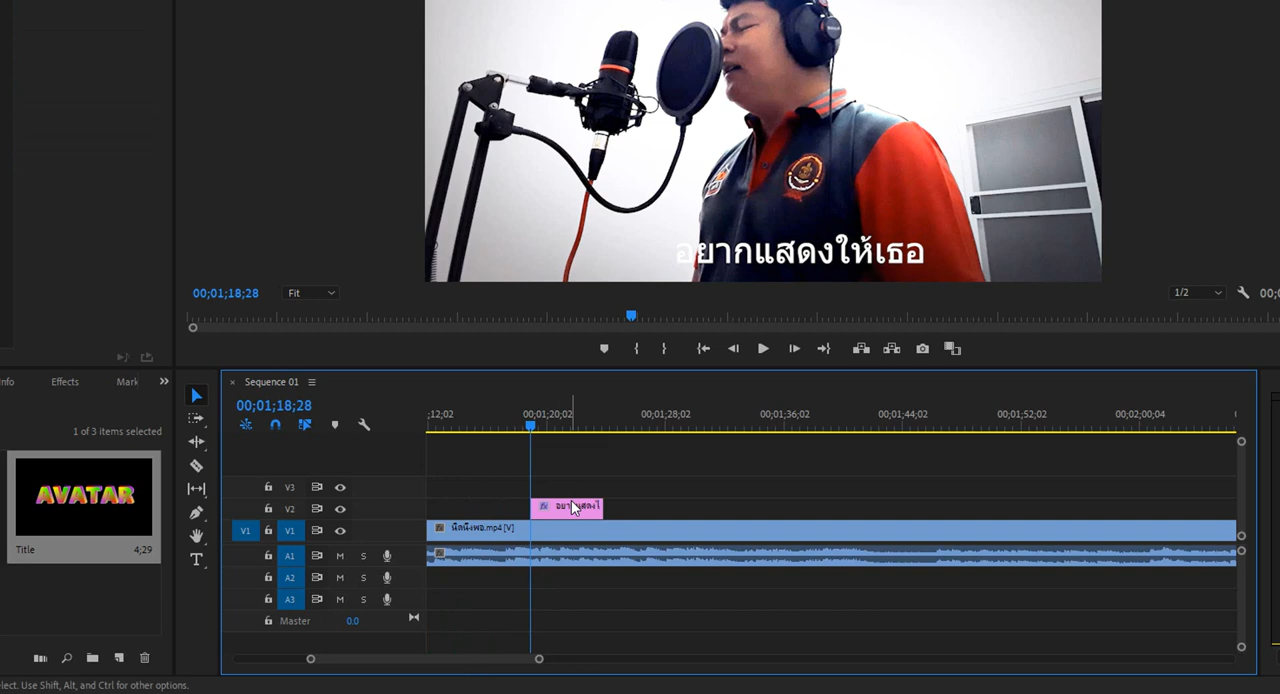 อยากแสดงให้เธอ
00;01;18;28
Fit
1/2
Effects
Mark
Sequence 01
00;01;18;28
1 of 3 items selected
;12;02
00;01;20;02
00;01;28;02
00;01;36;02
00;01;44;02
00;01;52;02
00;02;00;04
AVATAR
Title
4;29
V3
V2
V1 V1
A1 M S
A2 M S
A3 M S
Master 0.0
lect. Use Shift, Alt, and Ctrl for other options.